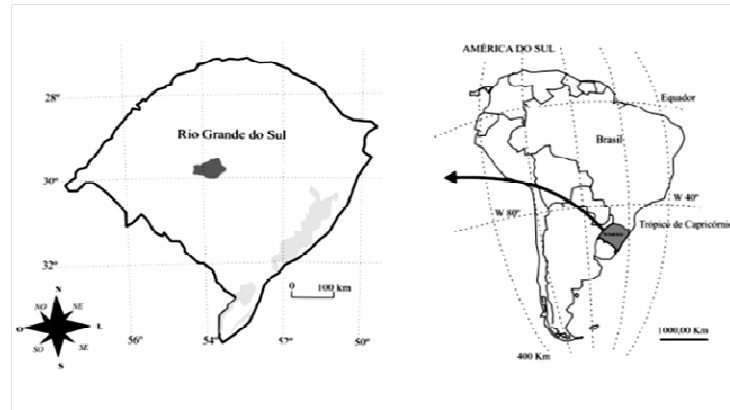 Rio Grande do Sul
28º
30º
32º
0 100 km
N
NO NE
O L
SO SE
S
56º 54º 57º 50º
AMÉRICA DO SUL
Equador
Brasil
W 40º
W 80º
Trópico de Capricórnio
400 Km
1000,00 Km